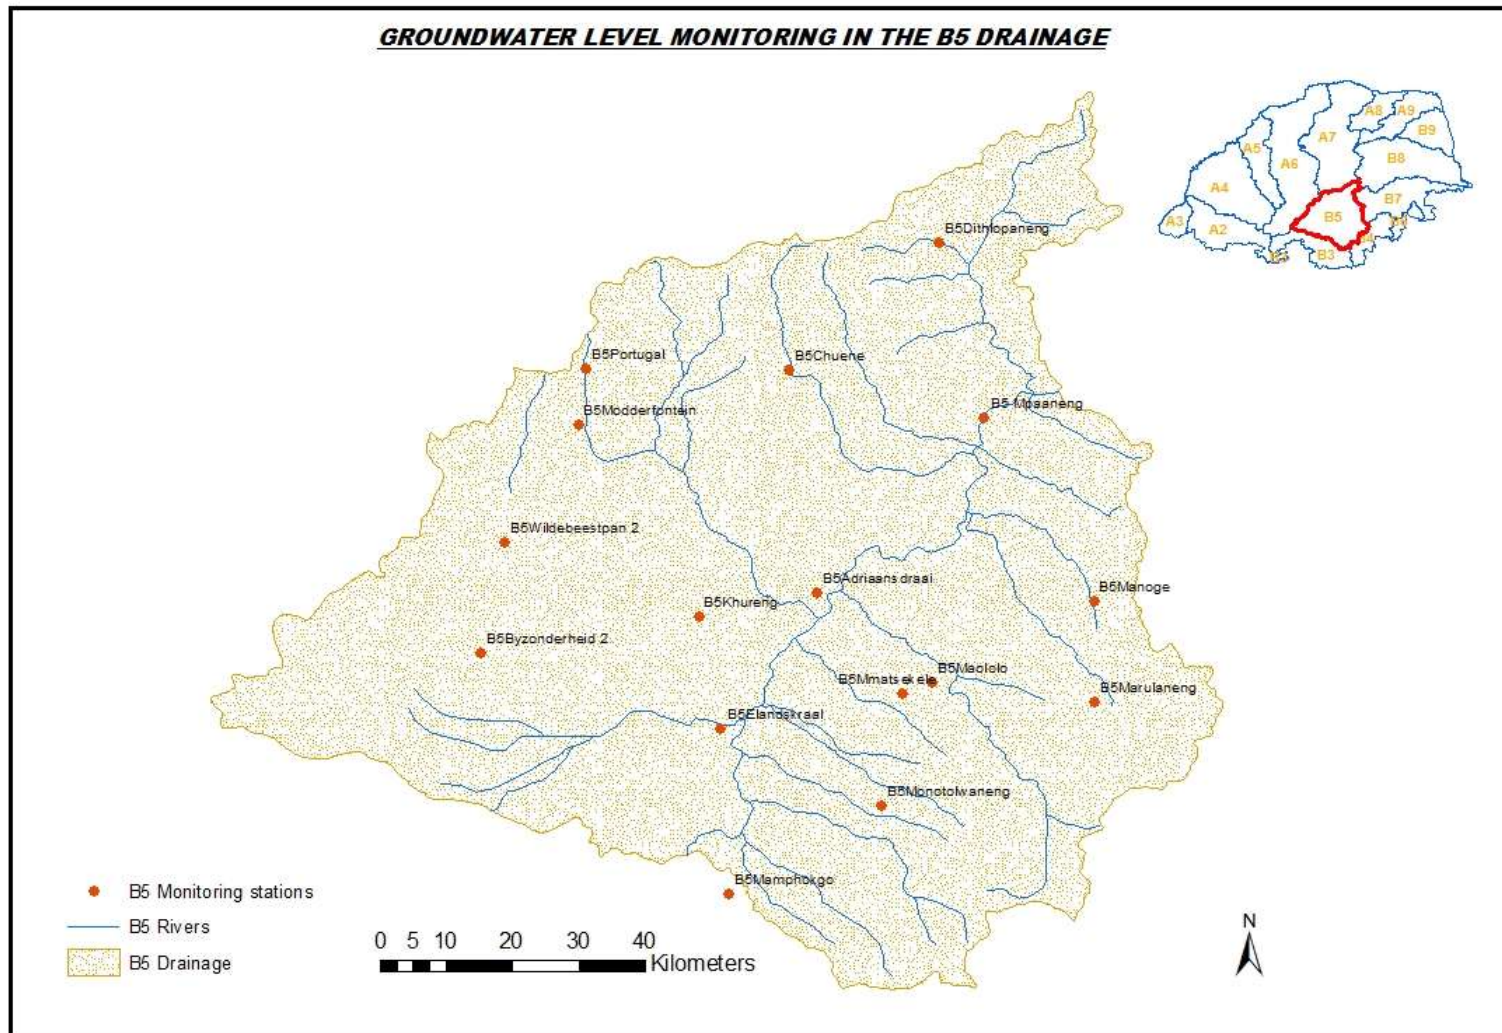 GROUNDWATER LEVEL MONITORING IN THE B5 DRAINAGE
A8
A9
A7
B9
A5
A6
B8
A4
B7
B5
A3
A2
B3
B5Dithlopaneng
B5Portugal
B5Chuene
B5Modderfontein
B5 Mpaaneng
B5Wildebeestpan 2
B5Adriaansdraai
B5Manoge
B5Khureng
B5Byzonderheid 2
B5Maololo
B5Mmatsekele
B5Marulaneng
B5Elandskraal
B5Monotolwaneng
B5Mamphokgo
B5 Monitoring stations
B5 Rivers
B5 Drainage
0 5 10 20 30 40
Kilometers
N